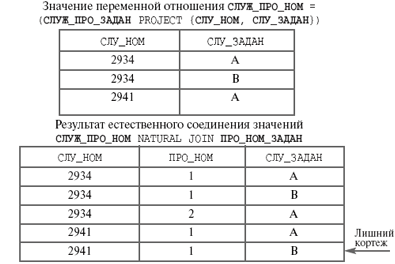 Значение переменной отношения СЛУЖ_ПРО_НОМ =
(СЛУЖ_ПРО_ЗАДАН PROJECT {СЛУ_НОМ, СЛУ_ЗАДАН})
СЛУ_НОМ СЛУ_ЗАДАН
2934 A
2934 B
2941 A
Результат естественного соединения значений
СЛУЖ_ПРО_НОМ NATURAL JOIN ПРО_НОМ_ЗАДАН
СЛУ_НОМ ПРО_НОМ СЛУ_ЗАДАН
2934 1 A
2934 1 B
2934 2 A
2941 1 A
2941 1 B
Лишний
кортеж